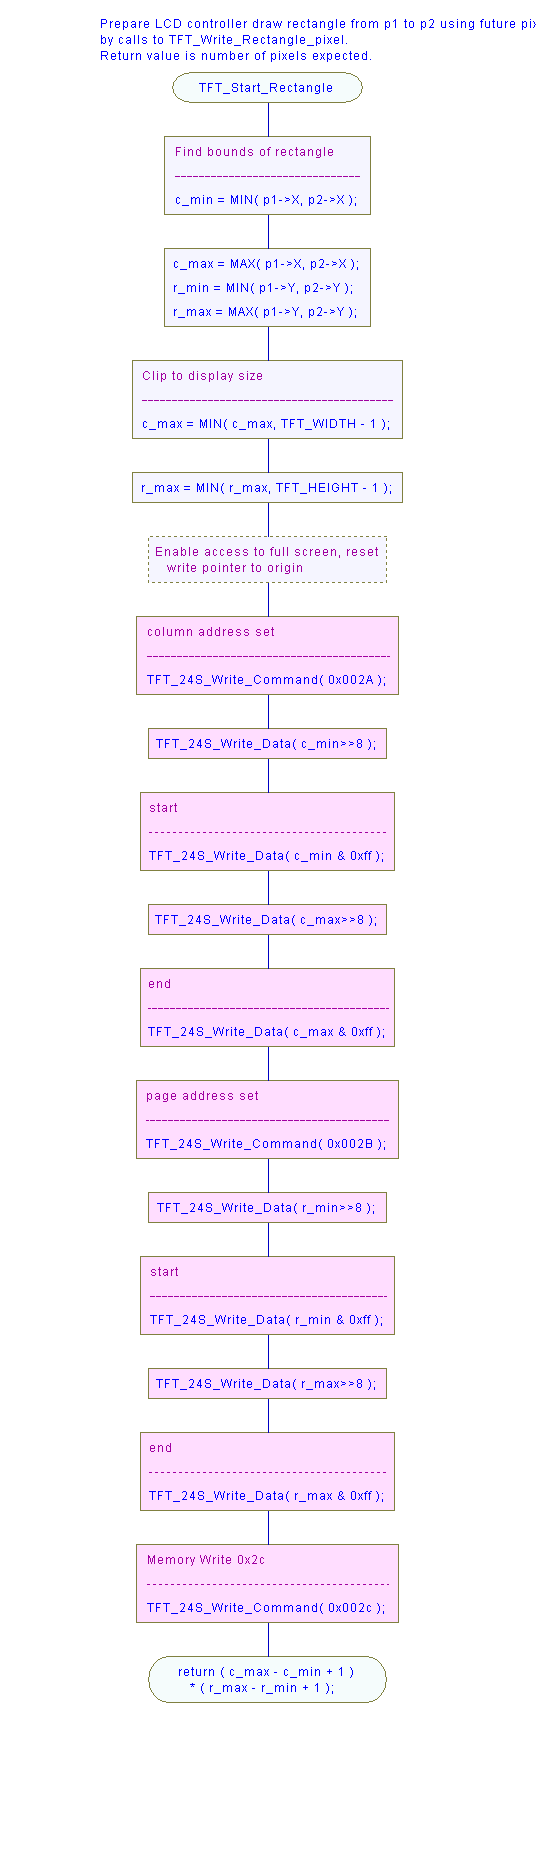 Prepare LCD controller draw rectangle from p1 to p2 using future
by calls to TFT_Write_Rectangle_pixel.
Return value is number of pixels expected.
TFT_Start_Rectangle
Find bounds of rectangle
c_min = MIN( p1->X, p2->X );
c_max = MAX( p1->X, p2->X );
r_min = MIN( p1->Y, p2->Y );
r_max = MAX( p1->Y, p2->Y );
Clip to display size
c_max = MIN( c_max, TFT_WIDTH - 1 );
r_max = MIN( r_max, TFT_HEIGHT - 1 );
Enable access to full screen, reset
write pointer to origin
column address set
TFT_24S_Write_Command( 0x002A );
TFT_24S_Write_Data( c_min>>8 );
start
TFT_24S_Write_Data( c_min & 0xff );
TFT_24S_Write_Data( c_max>>8 );
end
TFT_24S_Write_Data( c_max & 0xff );
page address set
TFT_24S_Write_Command( 0x002B );
TFT_24S_Write_Data( r_min>>8 );
start
TFT_24S_Write_Data( r_min & 0xff );
TFT_24S_Write_Data( r_max>>8 );
end
TFT_24S_Write_Data( r_max & 0xff );
Memory Write 0x2c
TFT_24S_Write_Command( 0x002c );
return ( c_max - c_min + 1 )
* ( r_max - r_min + 1 );